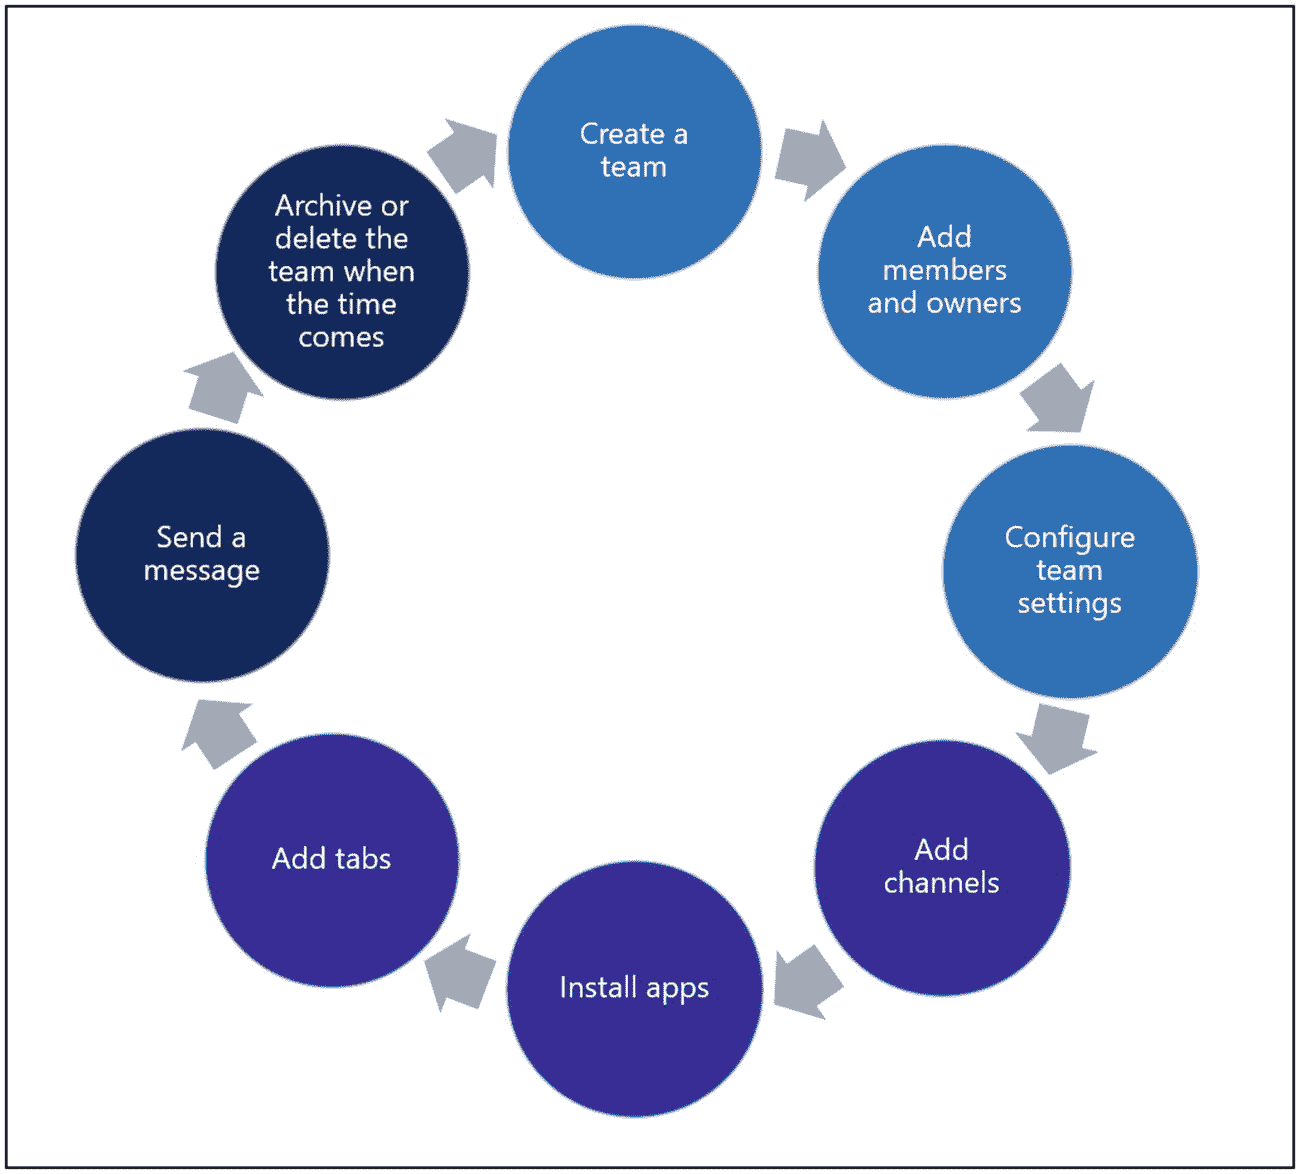 Create a
team
Add
members
and owners
Configure
team
settings
Add
channels
Install apps
Add tabs
Send a
message
Archive or
delete the
team when
the time
comes